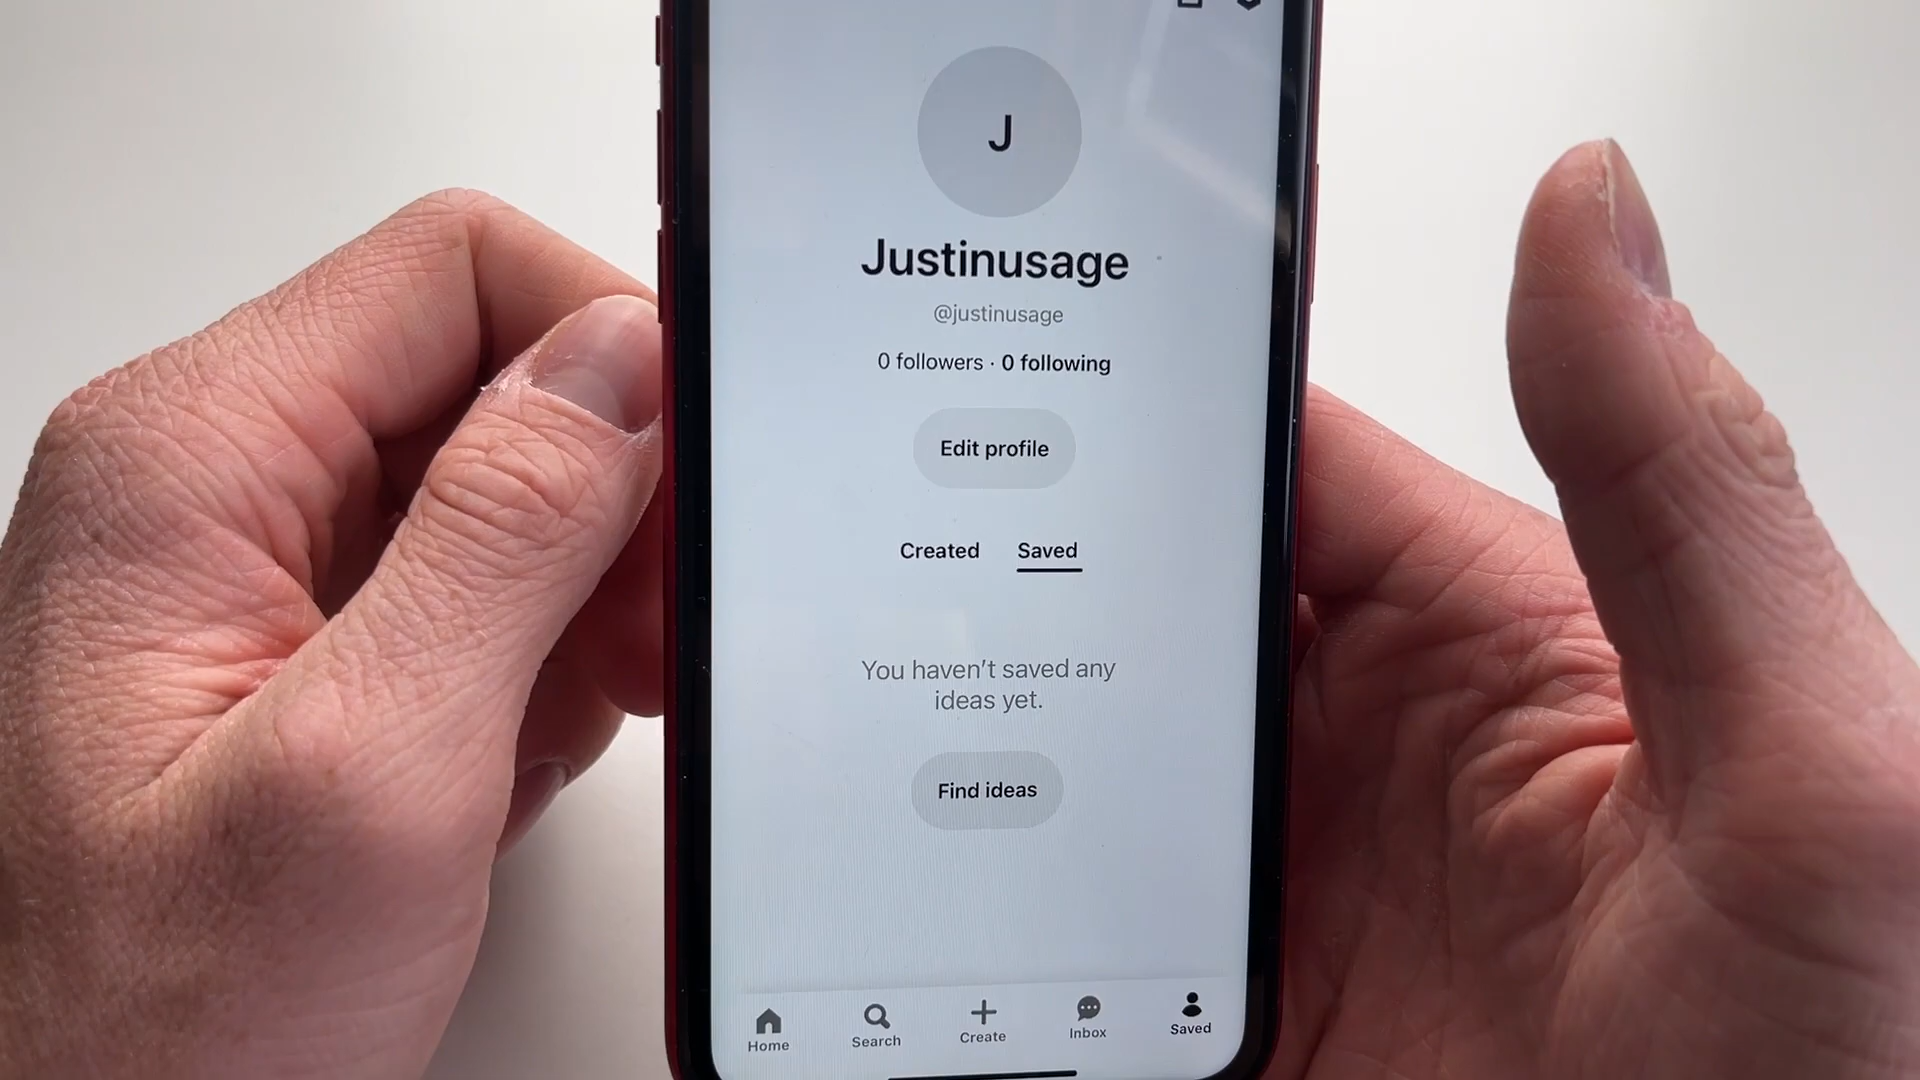 J
Justinusage
@justinusage
0 followers · 0 following
Edit profile
Created Saved
You haven't saved any
ideas yet.
Find ideas
Home Search Create Inbox Saved